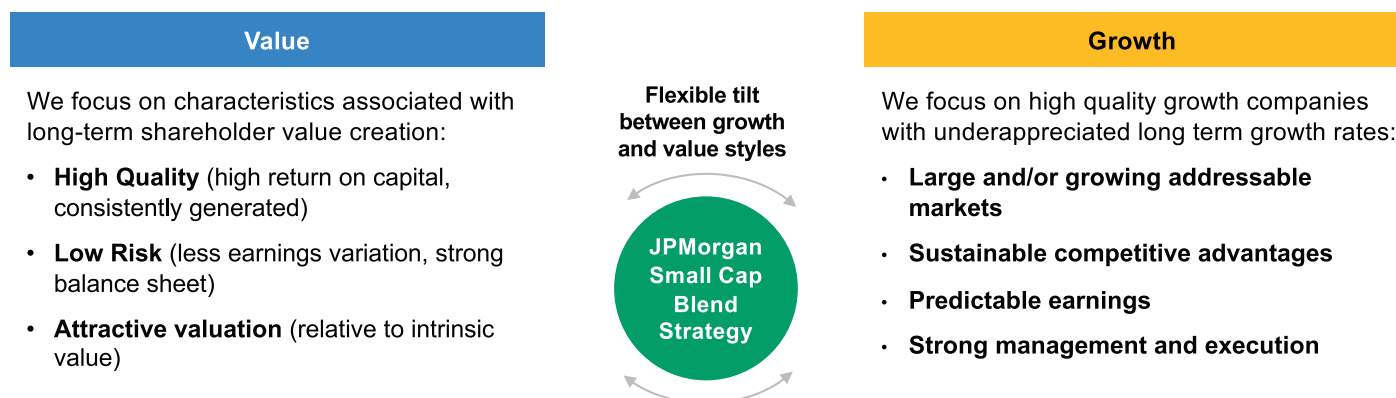 Value
We focus on characteristics associated with
long-term shareholder value creation:
• High Quality (high return on capital,
consistently generated)
• Low Risk (less earnings variation, strong
balance sheet)
• Attractive valuation (relative to intrinsic
value)
Flexible tilt
between growth
and value styles
JPMorgan
Small Cap
Blend
Strategy
Growth
We focus on high quality growth companies
with underappreciated long term growth rates:
• Large and/or growing addressable
markets
• Sustainable competitive advantages
• Predictable earnings
• Strong management and execution